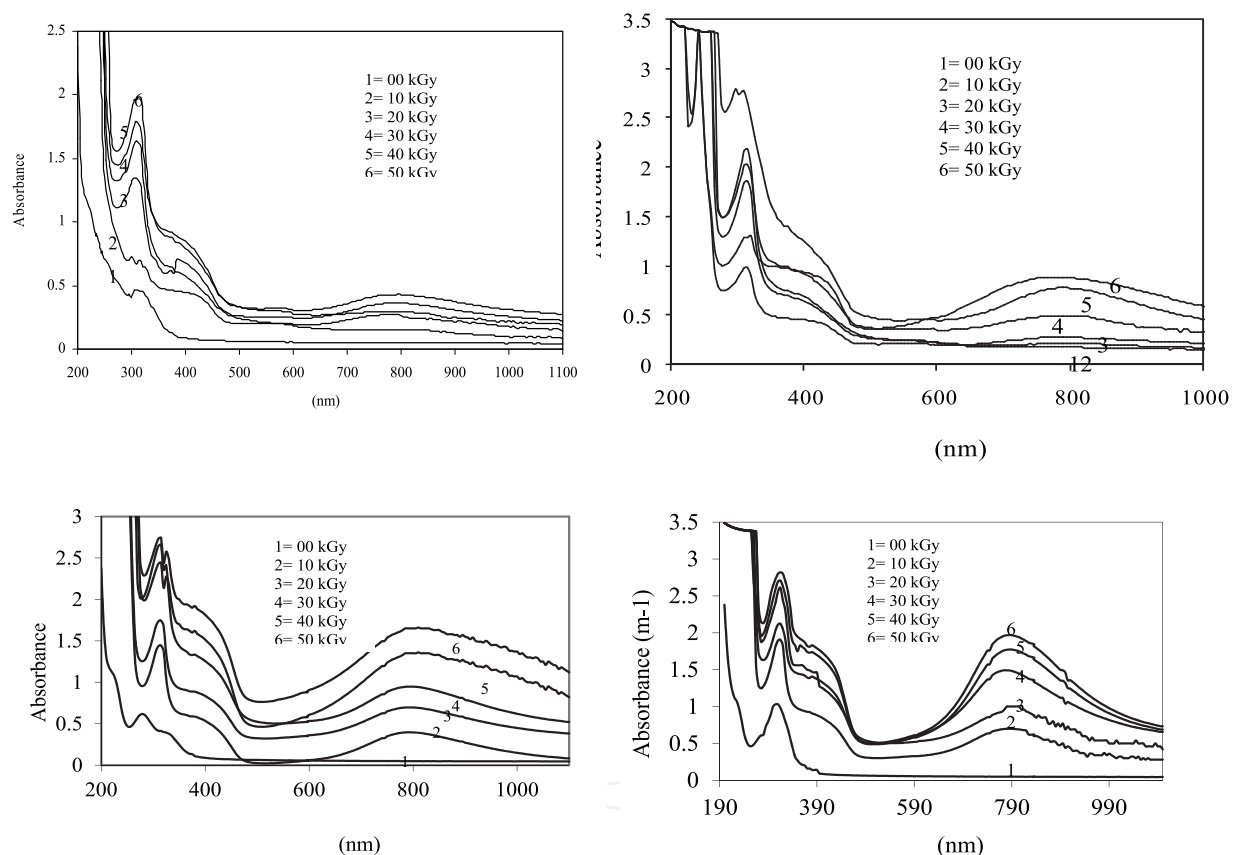 2.5
2
1.5
1
0.5
0
Absorbance
1= 00 kGy
2= 10 kGy
3= 20 kGy
4= 30 kGy
5= 40 kGy
6= 50 kGy
6
5
4
3
2
1
200 300 400 500 600 700 800 900 1000 1100
(nm)
3.5
3
2.5
2
1.5
1
0.5
0
Absorbance
1= 00 kGy
2= 10 kGy
3= 20 kGy
4= 30 kGy
5= 40 kGy
6= 50 kGy
6
5
4
3
12
200 400 600 800 1000
(nm)
3
2.5
2
1.5
1
0.5
0
Absorbance
1= 00 kGy
2= 10 kGy
3= 20 kGy
4= 30 kGy
5= 40 kGy
6= 50 kGy
6
5
4
3
2
1
200 400 600 800 1000
(nm)
3.5
3
2.5
2
1.5
1
0.5
0
Absorbance (m-1)
1= 00 kGy
2= 10 kGy
3= 20 kGy
4= 30 kGy
5= 40 kGy
6= 50 kGy
6
5
4
3
2
1
190 390 590 790 990
(nm)